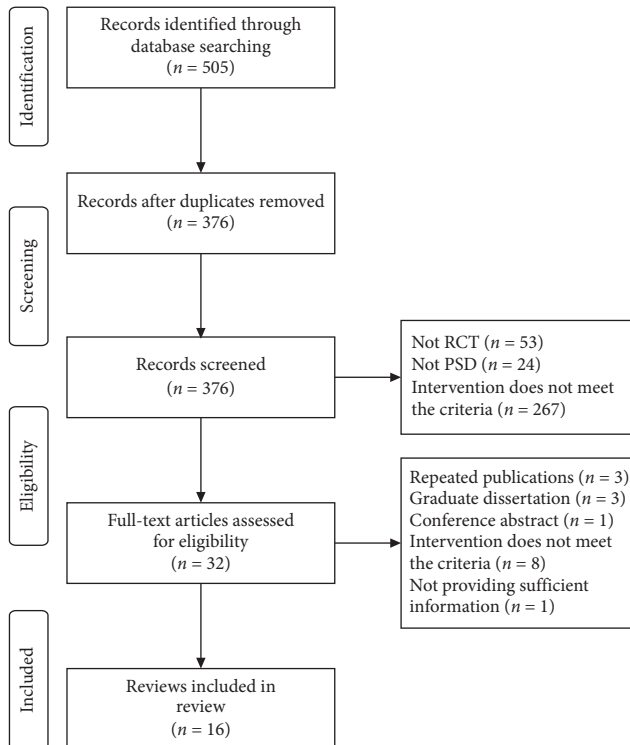 Identification
Records identified through
database searching
(n = 505)
Records after duplicates removed
(n = 376)
Screening
Records screened
(n = 376)
Not RCT (n = 53)
Not PSD (n = 24)
Intervention does not meet
the criteria (n = 267)
Eligibility
Full-text articles assessed
for eligibility
(n = 32)
Repeated publications (n = 3)
Graduate dissertation (n = 3)
Conference abstract (n = 1)
Intervention does not meet
the criteria (n = 8)
Not providing sufficient
information (n = 1)
Included
Reviews included in
review
(n = 16)